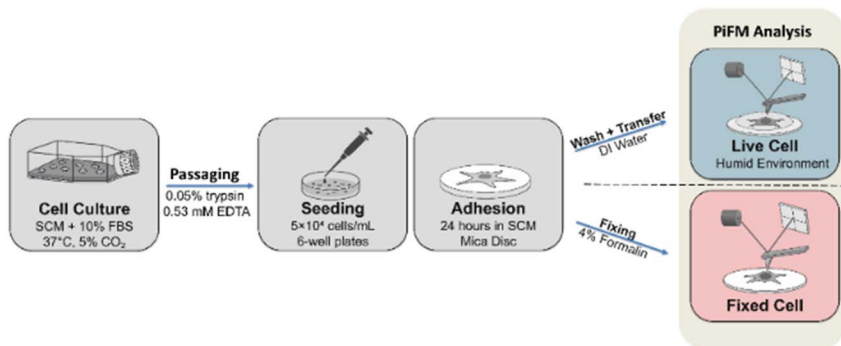 PiFM Analysis
Passaging
0.05% trypsin
0.53 mM EDTA
Cell Culture
SCM + 10% FBS
37°C, 5% CO₂
Seeding
5×10⁴ cells/mL
6-well plates
Adhesion
24 hours in SCM
Mica Disc
Wash + Transfer
DI Water
Live Cell
Humid Environment
Fixing
4% Formalin
Fixed Cell